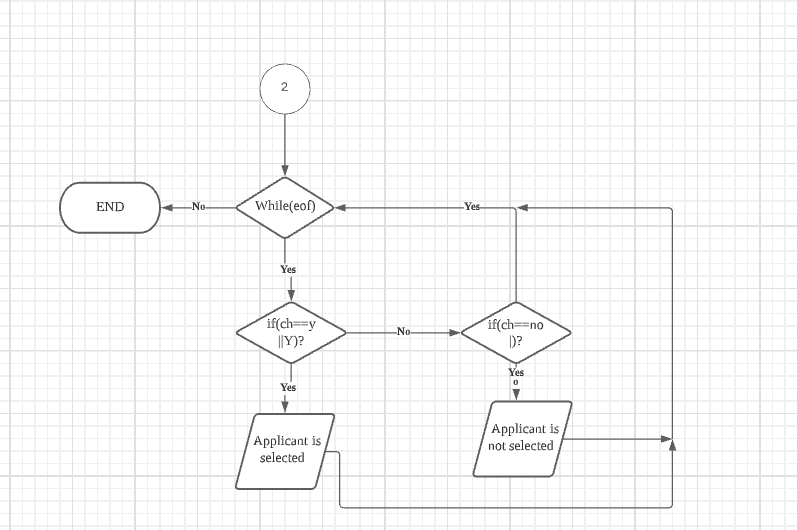 2
END
No
While(eof)
Yes
Yes
if(ch==y
||Y)?
No
if(ch==no
|)?
Yes
Yes
o
Applicant is
selected
Applicant is
not selected